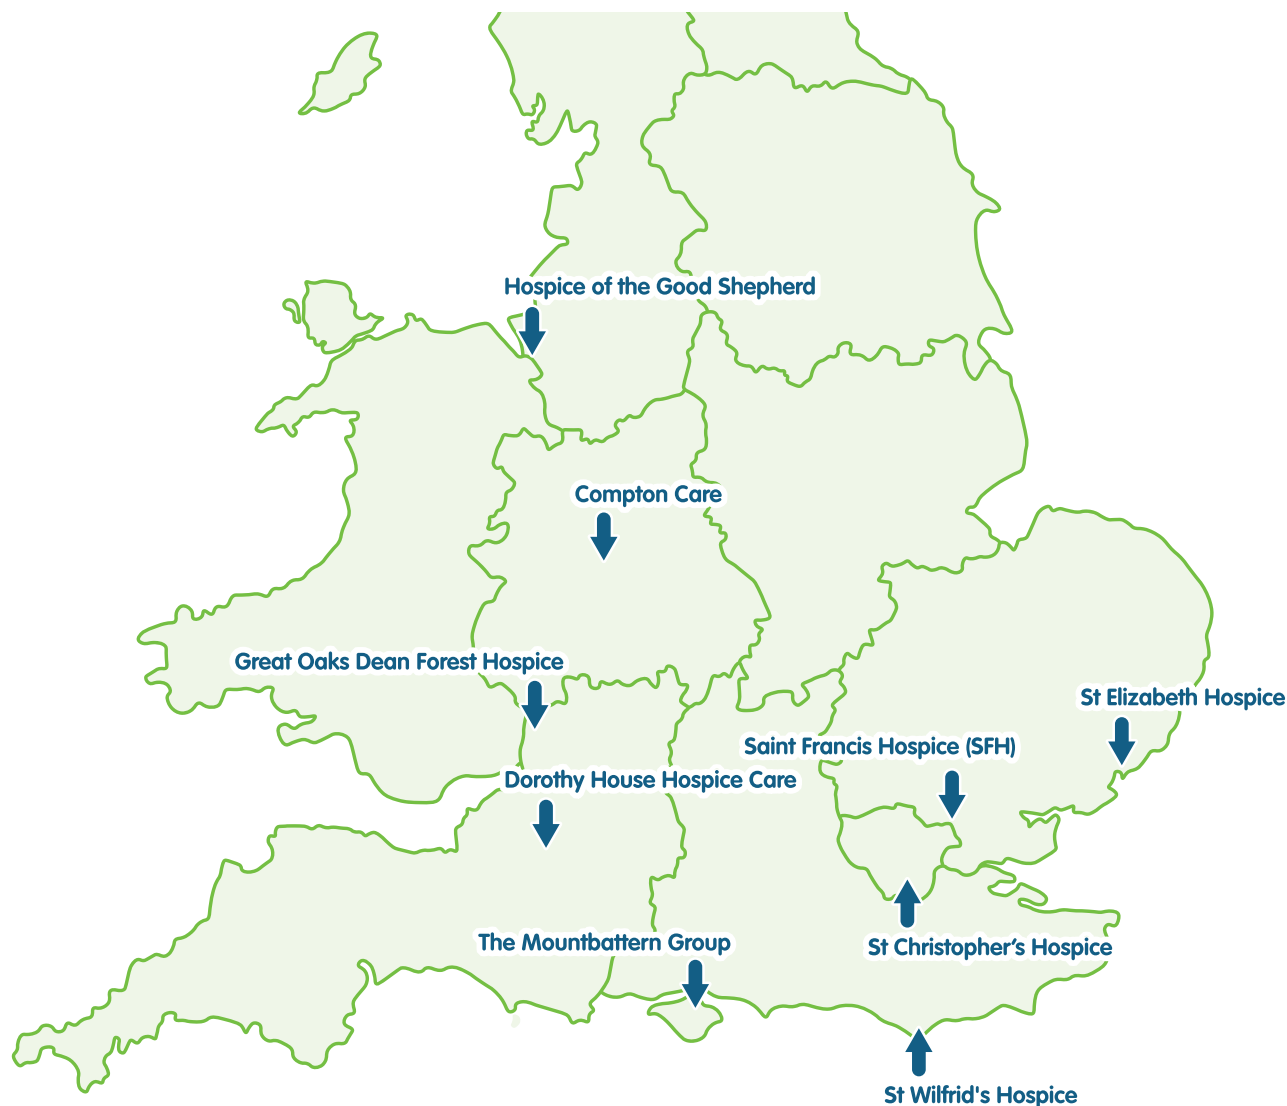 Hospice of the Good Shepherd
Compton Care
Great Oaks Dean Forest Hospice
St Elizabeth Hospice
Saint Francis Hospice (SFH)
Dorothy House Hospice Care
The Mountbattern Group
St Christopher’s Hospice
St Wilfrid's Hospice